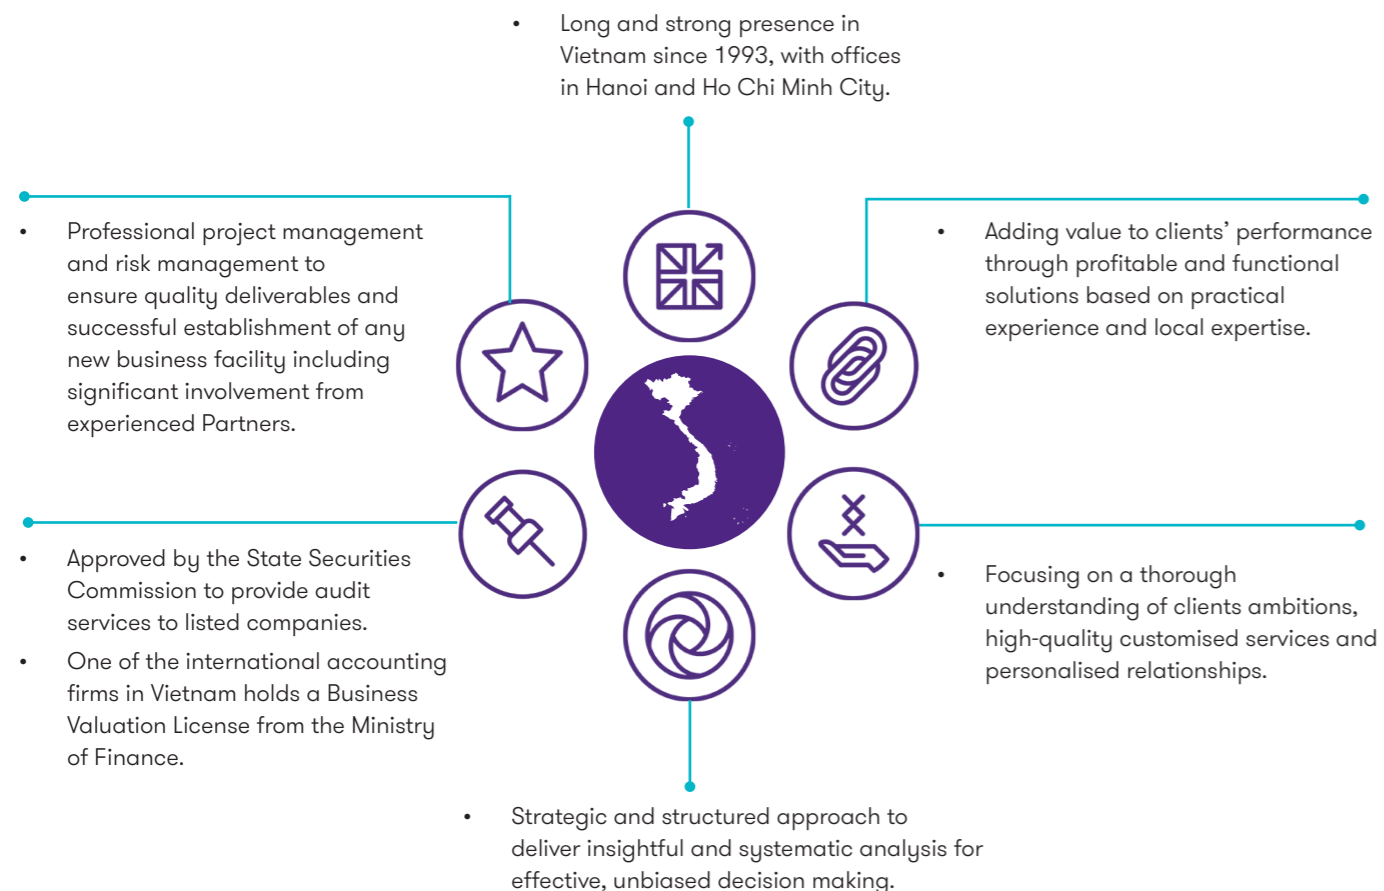 • Long and strong presence in
Vietnam since 1993, with offices
in Hanoi and Ho Chi Minh City.
• Professional project management
and risk management to
ensure quality deliverables and
successful establishment of any
new business facility including
significant involvement from
experienced Partners.
• Adding value to clients’ performance
through profitable and functional
solutions based on practical
experience and local expertise.
• Approved by the State Securities
Commission to provide audit
services to listed companies.
• One of the international accounting
firms in Vietnam holds a Business
Valuation License from the Ministry
of Finance.
• Focusing on a thorough
understanding of clients ambitions,
high-quality customised services and
personalised relationships.
• Strategic and structured approach to
deliver insightful and systematic analysis for
effective, unbiased decision making.